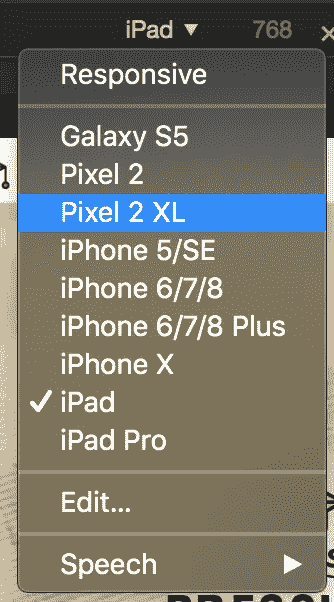 iPad ▼ 768 ×
Responsive
Galaxy S5
Pixel 2
Pixel 2 XL
iPhone 5/SE
iPhone 6/7/8
iPhone 6/7/8 Plus
iPhone X
✓ iPad
iPad Pro
Edit...
Speech ▶